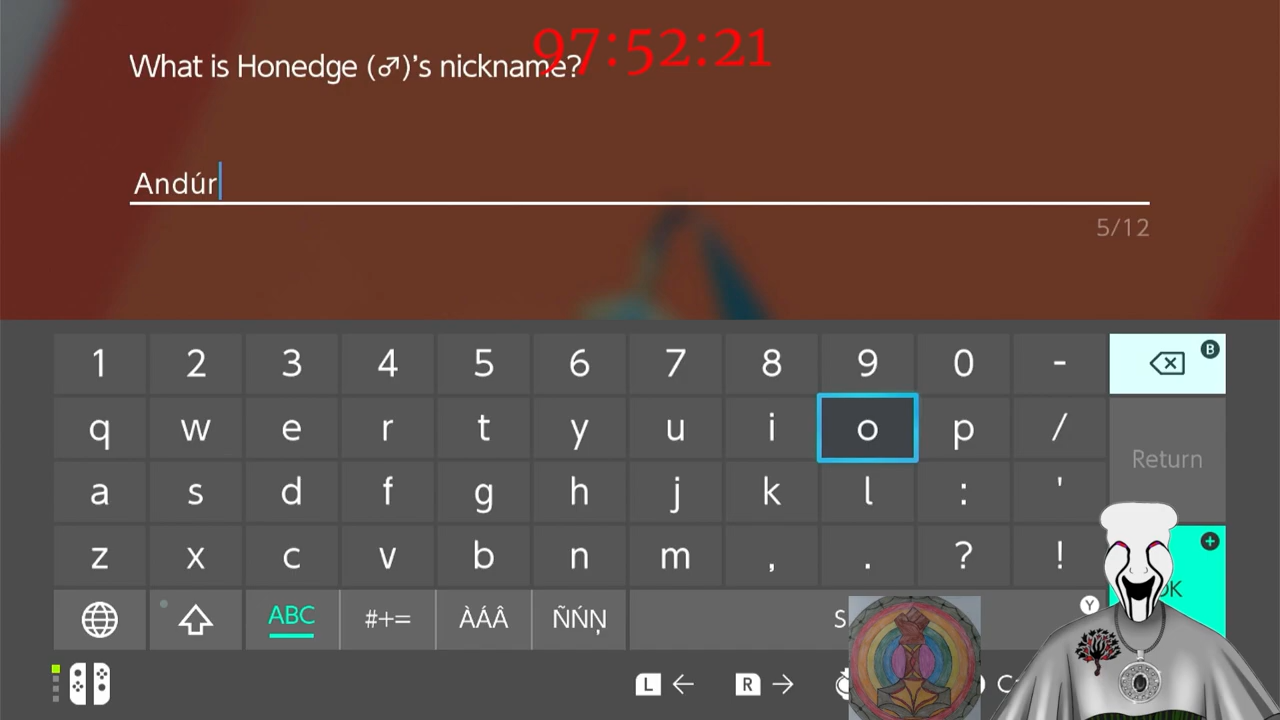 97:52:21
What is Honedge (♂)'s nickname?
Andúr
5/12
1 2 3 4 5 6 7 8 9 0 - B
q w e r t y u i o p /
Return
a s d f g h j k l : '
z x c v b n m , . ? ! +
ABC #+= ÀÁÂ ÑŃŅ Y
L ← R →